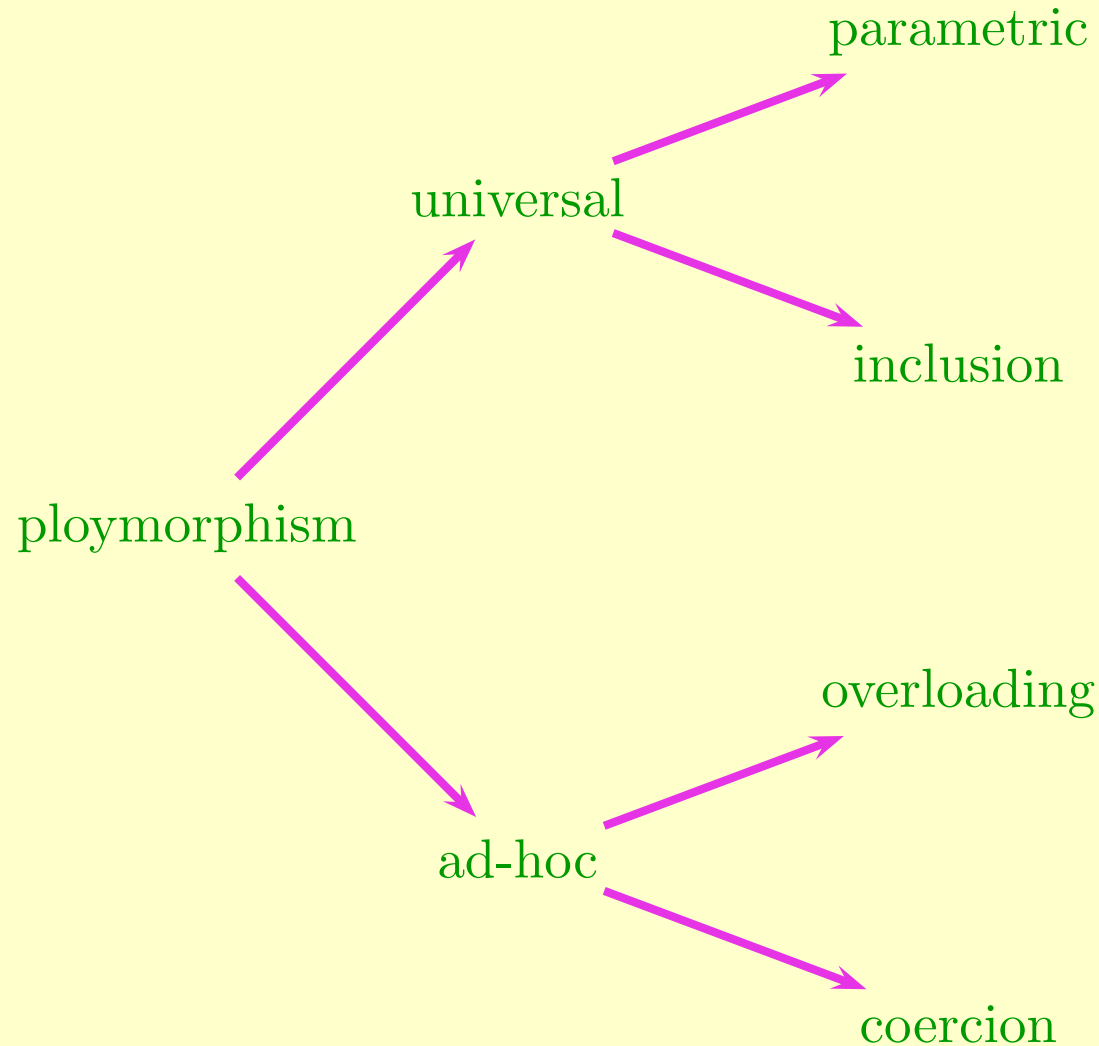 parametric
universal
inclusion
ploymorphism
overloading
ad-hoc
coercion